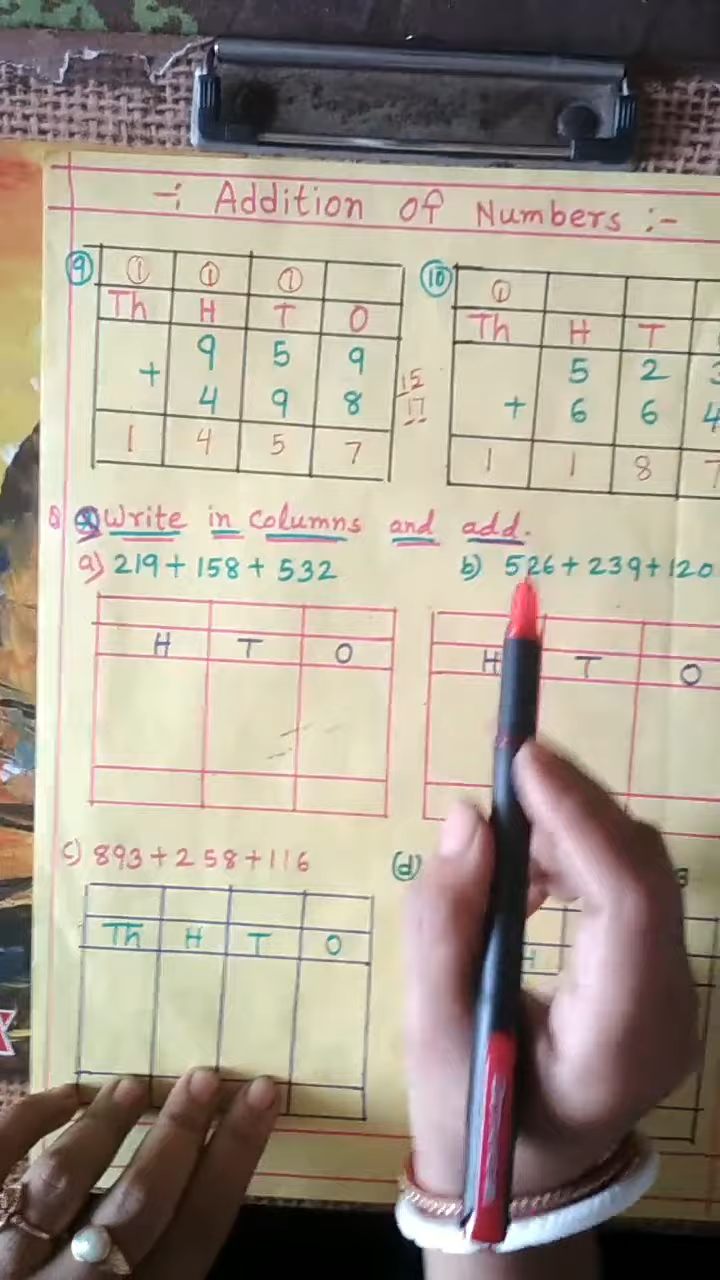 -: Addition of Numbers :-
9 1 1 1
Th H T O
9 5 9
+ 4 9 8
1 4 5 7
15
17
10 1
Th H T
5 2
+ 6 6 4
1 1 8 7
Write in columns and add.
a) 219 + 158 + 532
H T O
b) 526 + 239 + 120
H T O
c) 893 + 258 + 116
Th H T O
(d)
H